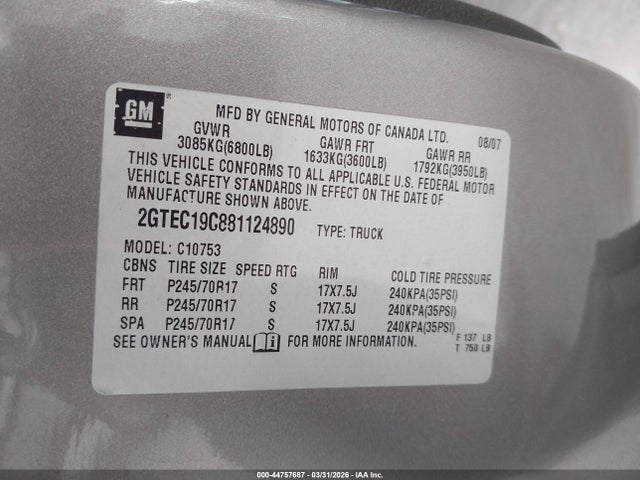 GM
MFD BY GENERAL MOTORS OF CANADA LTD. 08/07
GVWR GAWR FRT GAWR RR
3085KG(6800LB) 1633KG(3600LB) 1792KG(3950LB)
THIS VEHICLE CONFORMS TO ALL APPLICABLE U.S. FEDERAL MOTOR
VEHICLE SAFETY STANDARDS IN EFFECT ON THE DATE OF
MANUFACTURE SHOWN ABOVE.
2GTEC19C881124890 TYPE: TRUCK
MODEL: C10753
CBNS TIRE SIZE SPEED RTG RIM COLD TIRE PRESSURE
FRT P245/70R17 S 17X7.5J 240KPA(35PSI)
RR P245/70R17 S 17X7.5J 240KPA(35PSI)
SPA P245/70R17 S 17X7.5J 240KPA(35PSI)
SEE OWNER'S MANUAL FOR MORE INFORMATION.
F 137 LB
T 750 LB
000-44757687 - 03/31/2026 - IAA Inc.